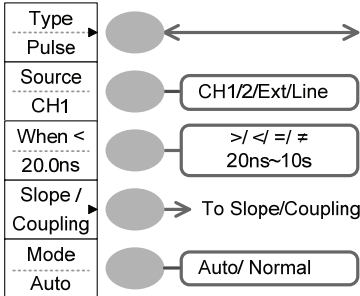 Type
Pulse
Source
CH1
CH1/2/Ext/Line
When <
20.0ns
>/ </ =/ ≠
20ns~10s
Slope /
Coupling
To Slope/Coupling
Mode
Auto
Auto/ Normal